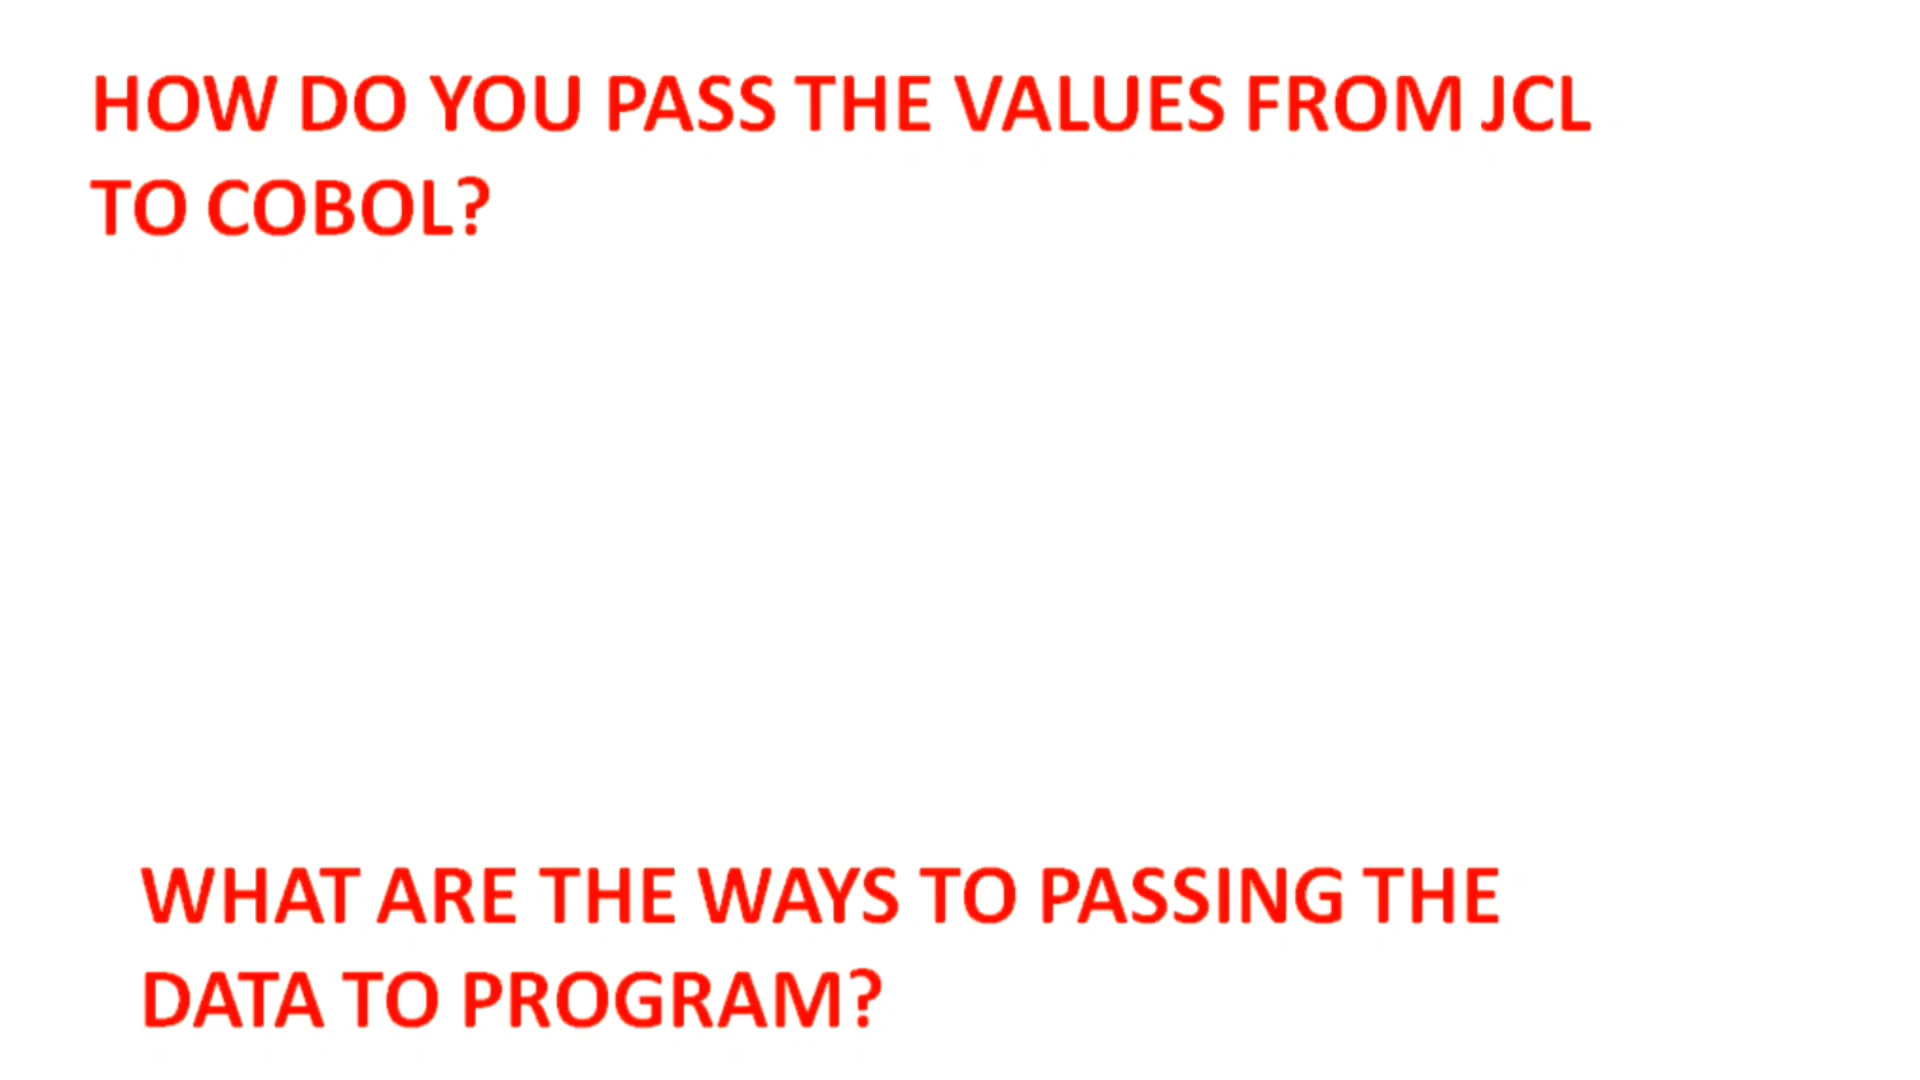 HOW DO YOU PASS THE VALUES FROM JCL
TO COBOL?
WHAT ARE THE WAYS TO PASSING THE
DATA TO PROGRAM?